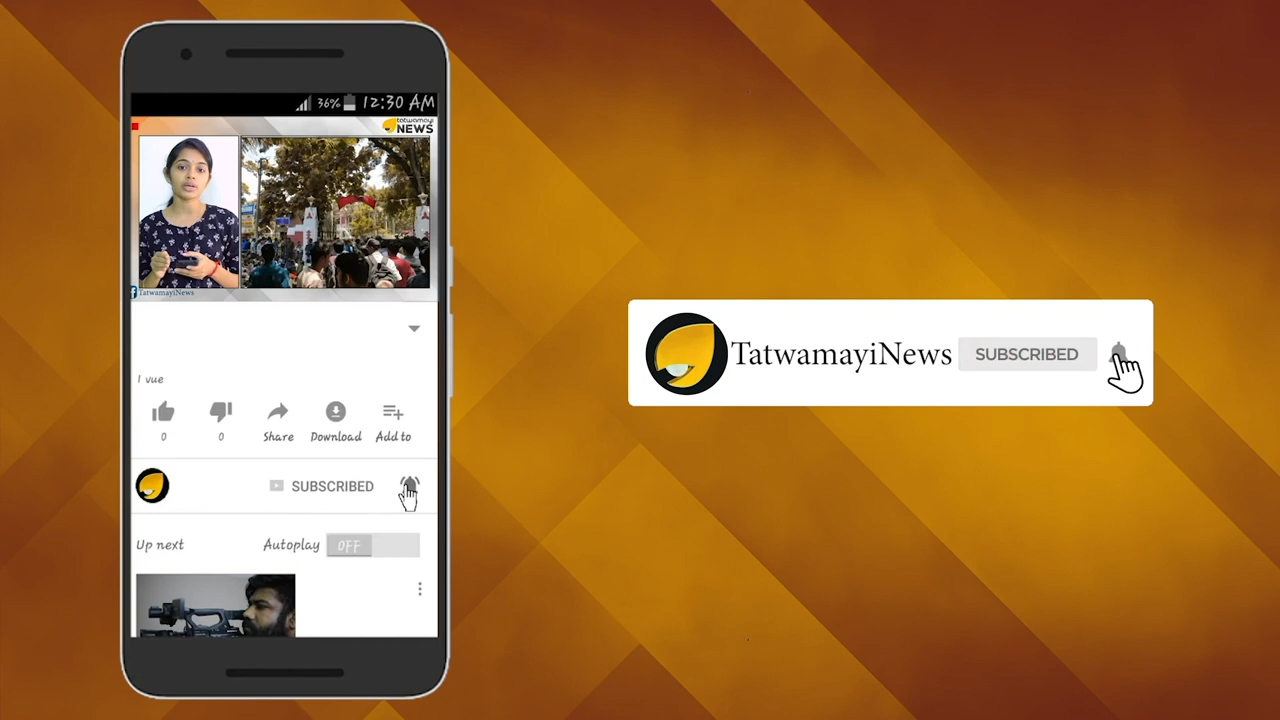 36% 12:30 AM
tatwamayi
NEWS
TatwamayiNews
1 vue
0 0 Share Download Add to
SUBSCRIBED
Up next Autoplay OFF
TatwamayiNews SUBSCRIBED